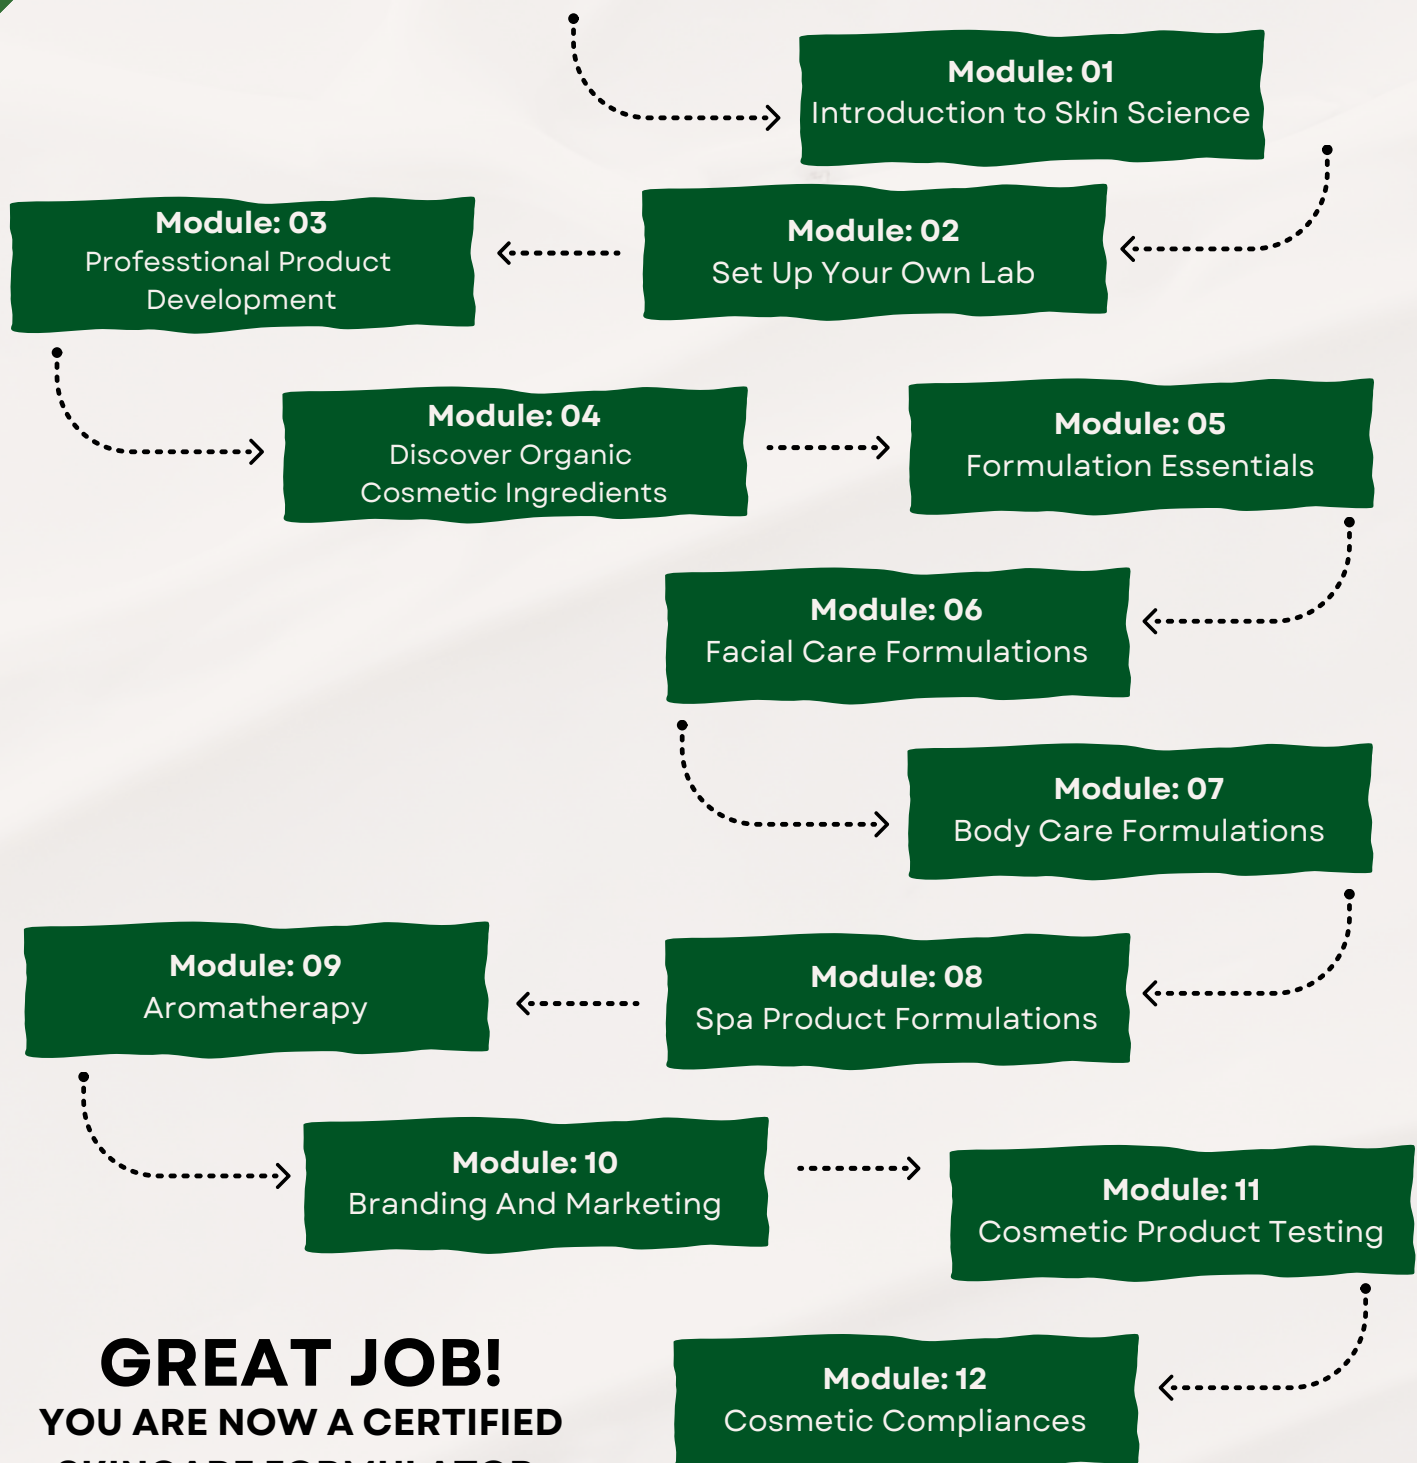 Module: 01
Introduction to Skin Science
Module: 02
Set Up Your Own Lab
Module: 03
Professtional Product
Development
Module: 04
Discover Organic
Cosmetic Ingredients
Module: 05
Formulation Essentials
Module: 06
Facial Care Formulations
Module: 07
Body Care Formulations
Module: 08
Spa Product Formulations
Module: 09
Aromatherapy
Module: 10
Branding And Marketing
Module: 11
Cosmetic Product Testing
Module: 12
Cosmetic Compliances
GREAT JOB!
YOU ARE NOW A CERTIFIED
SKINCARE FORMULATOR